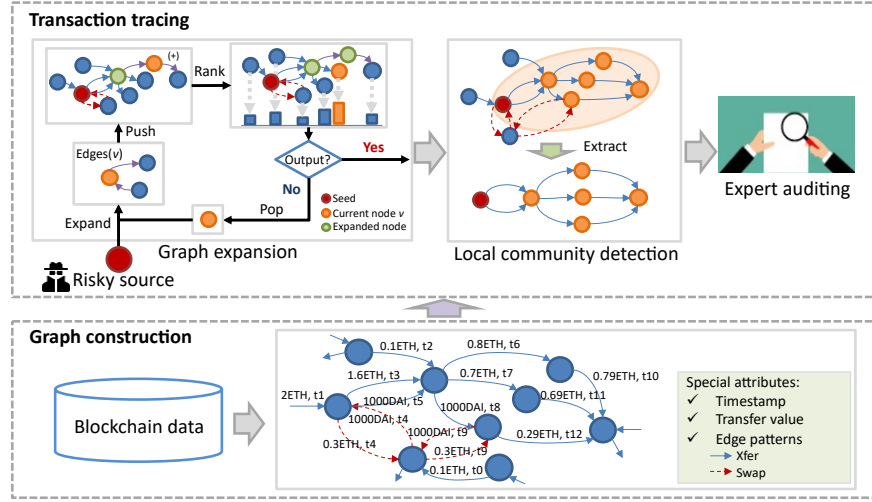 Transaction tracing
(+)
Rank
Push
Edges(v)
Output?
Yes
No
Pop
Expand
Seed
Current node v
Expanded node
Graph expansion
Risky source
Extract
Local community detection
Expert auditing
Graph construction
Blockchain data
0.1ETH, t2
0.8ETH, t6
1.6ETH, t3
0.7ETH, t7
0.79ETH, t10
2ETH, t1
1000DAI, t5
0.69ETH, t11
1000DAI, t4
1000DAI, t8
1000DAI, t9
0.3ETH, t4
0.29ETH, t12
0.3ETH, t9
0.1ETH, t0
Special attributes:
✓ Timestamp
✓ Transfer value
✓ Edge patterns
Xfer
Swap